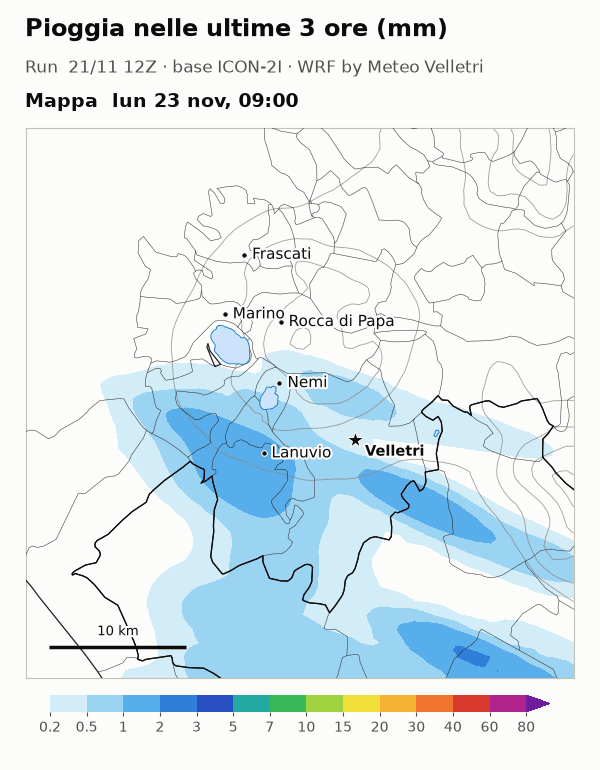 Pioggia nelle ultime 3 ore (mm)
Run  21/11 12Z · base ICON-2I · WRF by Meteo Velletri
Mappa  lun 23 nov, 09:00
Frascati
Marino
Rocca di Papa
Nemi
Velletri
Lanuvio
10 km
0.2 0.5 1 2 3 5 7 10 15 20 30 40 60 80